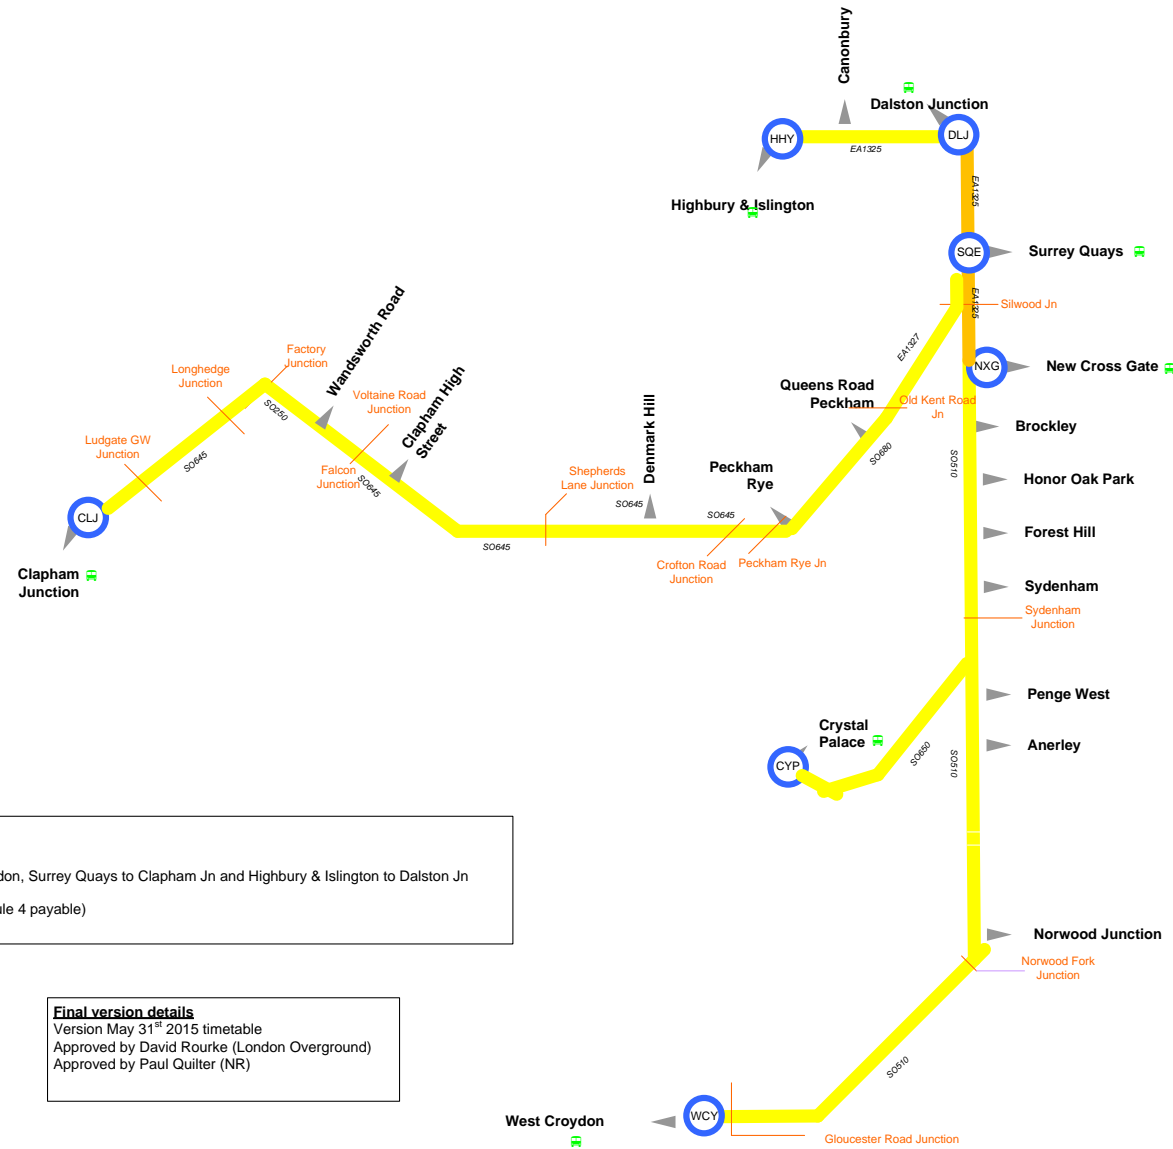 Canonbury
Dalston Junction
HHY
DLJ
EA1325
EA1325
Highbury & Islington
SQE
Surrey Quays
EA1325
Silwood Jn
EA1327
NXG
New Cross Gate
Wandsworth Road
Factory
Junction
Longhedge
Junction
SO250
Voltaine Road
Junction
Clapham High
Street
Queens Road
Peckham
Old Kent Road
Jn
Brockley
Ludgate GW
Junction
SO645
Falcon
Junction
SO645
Denmark Hill
SO680
SO510
Shepherds
Lane Junction
Peckham
Rye
Honor Oak Park
CLJ
SO645
SO645
SO645
Forest Hill
Clapham
Junction
Crofton Road
Junction
Peckham Rye Jn
Sydenham
Sydenham
Junction
Penge West
Crystal
Palace
CYP
SO650
SO510
Anerley
don, Surrey Quays to Clapham Jn and Highbury & Islington to Dalston Jn
ule 4 payable)
Norwood Junction
Norwood Fork
Junction
Final version details
Version May 31st 2015 timetable
Approved by David Rourke (London Overground)
Approved by Paul Quilter (NR)
SO510
West Croydon
WCY
Gloucester Road Junction